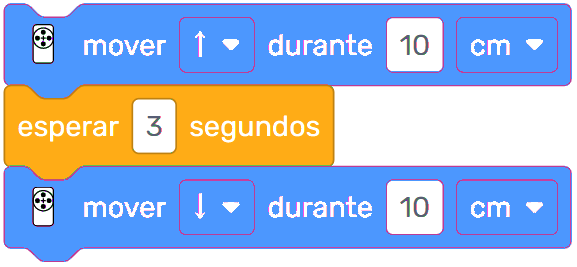 mover ↑ durante 10 cm
esperar 3 segundos
mover ↓ durante 10 cm